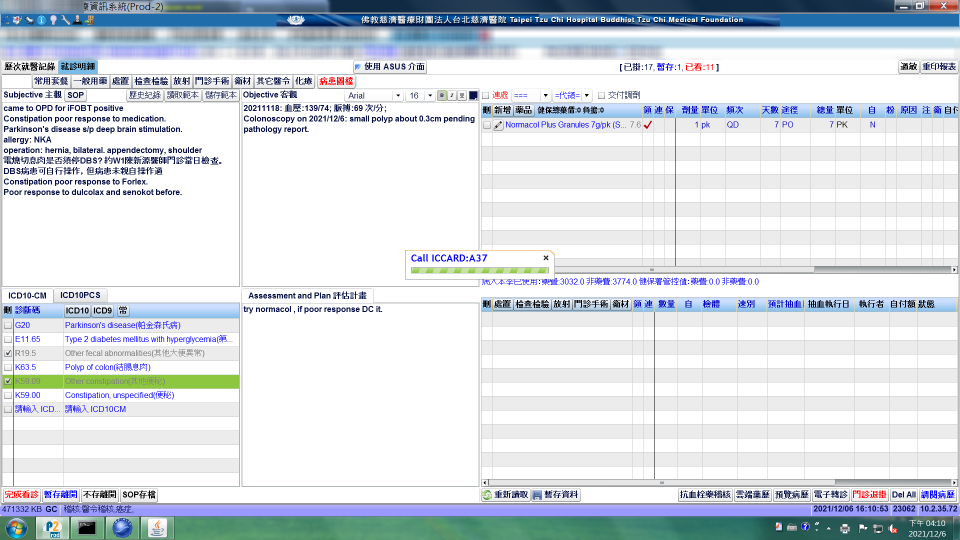 療資訊系統(Prod-2)
佛教慈濟醫療財團法人台北慈濟醫院 Taipei Tzu Chi Hospital Buddhist Tzu Chi Medical Foundation
歷次就醫記錄 就診明細 使用 ASUS 介面 [已掛:17, 暫存:1, 已看:11] 過敏 重印報表
常用套餐 一般用藥 處置 檢查檢驗 放射 門診手術 衛材 其它醫令 化療 病患圖檔
Subjective 主觀 SOP 歷史紀錄 讀取範本 儲存範本
came to OPD for iFOBT positive
Constipation poor response to medication.
Parkinson's disease s/p deep brain stimulation.
allergy: NKA
operation: hernia, bilateral. appendectomy, shoulder
電燒切息肉是否須停DBS? 約W1陳新源醫師門診當日檢查。
DBS病患可自行操作，但病患未親自操作過
Constipation poor response to Forlex.
Poor response to dulcolax and senokot before.
Objective 客觀 Arial 16 B I U
20211118: 血壓:139/74; 脈搏:69 次/分;
Colonoscopy on 2021/12/6: small polyp about 0.3cm pending
pathology report.
連處 === =代碼= 交付調劑
刪 新增 藥品 健保總藥價:0 時擔:0 領 連 保 劑量 單位 頻次 天數 途徑 總量 單位 自 粉 原因 注 衛 自付
Normacol Plus Granules 7g/pk (S... 7.6 1 pk QD 7 PO 7 PK N
Call ICCARD:A37
病人本季已使用:藥費:3032.0 非藥費:3774.0 健保署管控值:藥費:0.0 非藥費:0.0
ICD10-CM ICD10PCS
刪 診斷碼 ICD10 ICD9 常
G20 Parkinson's disease(帕金森氏病)
E11.65 Type 2 diabetes mellitus with hyperglycemia(第...
R19.5 Other fecal abnormalities(其他大便異常)
K63.5 Polyp of colon(結腸息肉)
K59.09 Other constipation(其他便秘)
K59.00 Constipation, unspecified(便秘)
請輸入 ICD... 請輸入 ICD10CM
Assessment and Plan 評估計畫
try normacol , if poor response DC it.
刪 處置 檢查檢驗 放射 門診手術 衛材 領 連 數量 自 檢體 速別 預計抽血 抽血執行日 執行者 自付額 狀態
完成看診 暫存離開 不存離開 SOP存檔
重新讀取 暫存資料
抗血栓藥稽核 雲端藥歷 預覽病歷 電子轉診 門診退掛 Del All 調閱病歷
471332 KB GC 稽核:醫令稽核,癌症,
2021/12/06 16:10:53 23062 10.2.35.72
下午 04:10
2021/12/6